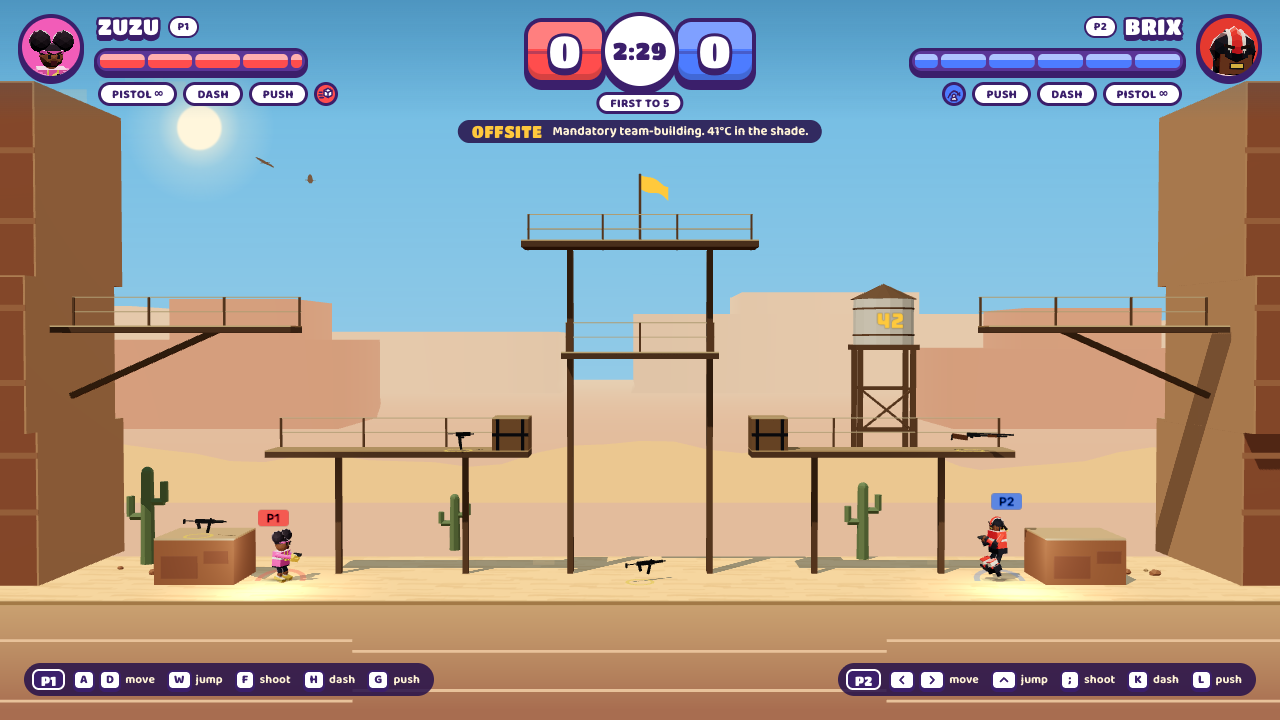 ZUZU P1
PISTOL ∞ DASH PUSH
0 2:29 0
FIRST TO 5
OFFSITE Mandatory team-building. 41°C in the shade.
P2 BRIX
PUSH DASH PISTOL ∞
42
P1
P2
P1 A D move W jump F shoot H dash G push
P2 < > move ^ jump ; shoot K dash L push